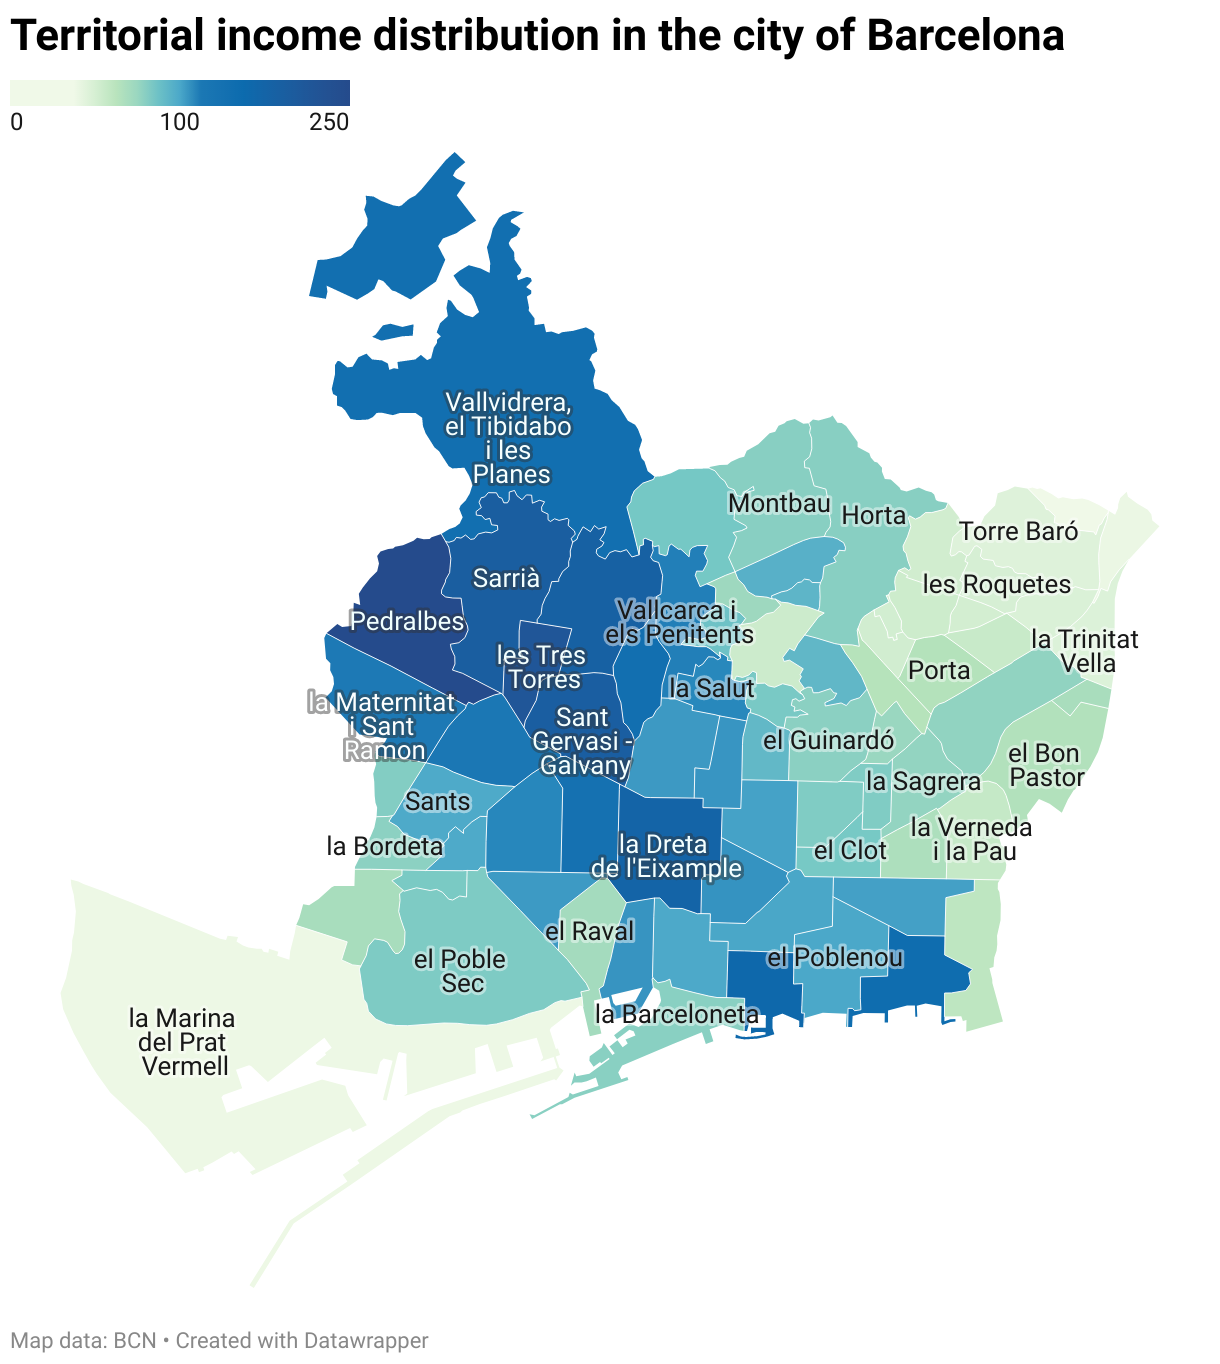 Territorial income distribution in the city of Barcelona
0 100 250
Vallvidrera,
el Tibidabo
i les
Planes
Montbau
Horta
Torre Baró
Sarrià
les Roquetes
Pedralbes
Vallcarca i
els Penitents
la Trinitat
Vella
les Tres
Torres
Porta
la Salut
la Maternitat
i Sant
Ramon
Sant
Gervasi -
Galvany
el Guinardó
el Bon
Pastor
la Sagrera
Sants
la Verneda
i la Pau
la Bordeta
la Dreta
de l'Eixample
el Clot
el Raval
el Poble
Sec
el Poblenou
la Barceloneta
la Marina
del Prat
Vermell
Map data: BCN • Created with Datawrapper